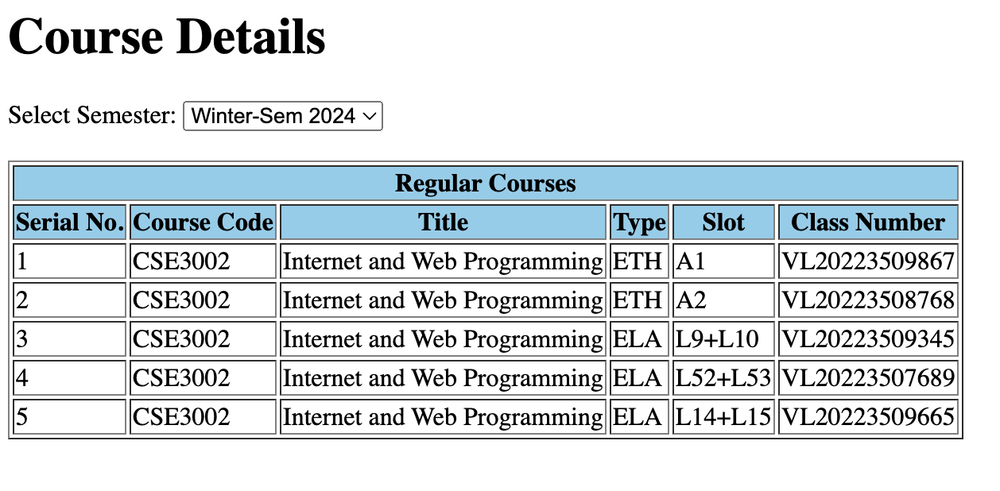 Course Details
Select Semester: Winter-Sem 2024
Regular Courses
Serial No. Course Code Title Type Slot Class Number
1 CSE3002 Internet and Web Programming ETH A1 VL20223509867
2 CSE3002 Internet and Web Programming ETH A2 VL20223508768
3 CSE3002 Internet and Web Programming ELA L9+L10 VL20223509345
4 CSE3002 Internet and Web Programming ELA L52+L53 VL20223507689
5 CSE3002 Internet and Web Programming ELA L14+L15 VL20223509665